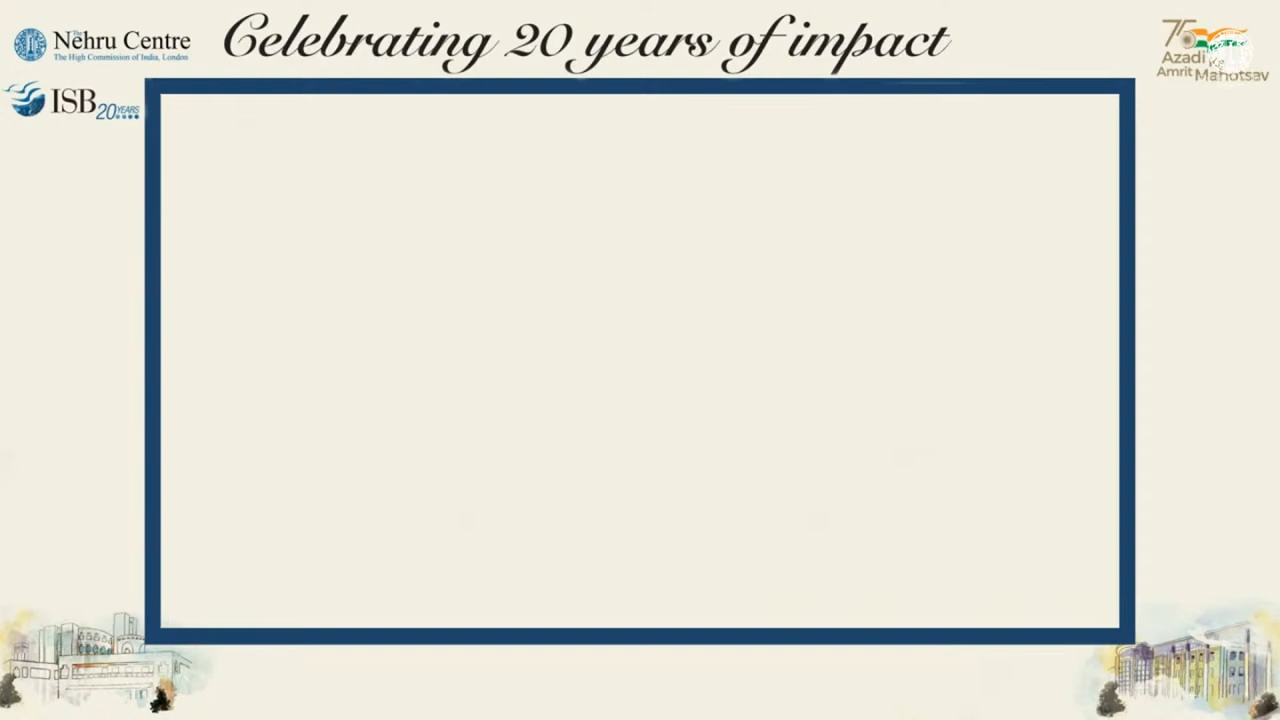 The
Nehru Centre
The High Commission of India, London
ISB 20 YEARS
Celebrating 20 years of impact
75
Azadi
Amrit Mahotsav